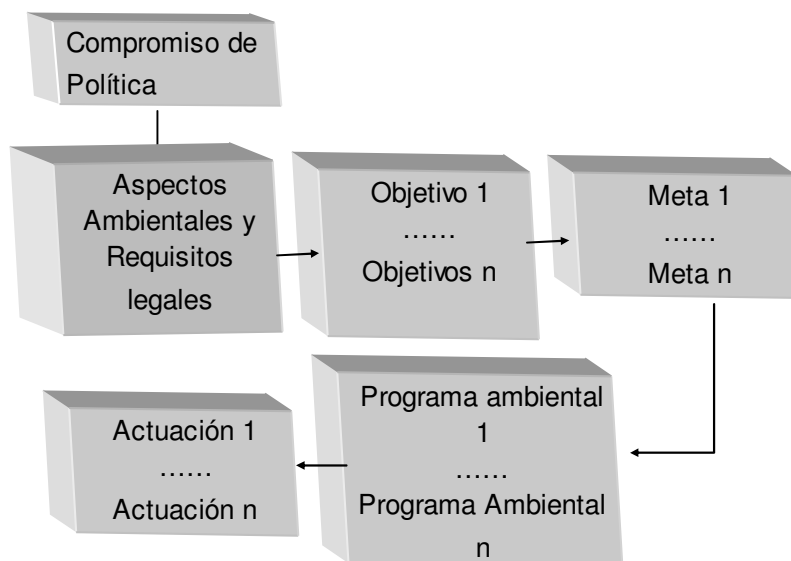 Compromiso de
Política
Aspectos
Ambientales y
Requisitos
legales
Objetivo 1
......
Objetivos n
Meta 1
......
Meta n
Programa ambiental
1
......
Programa Ambiental
n
Actuación 1
......
Actuación n